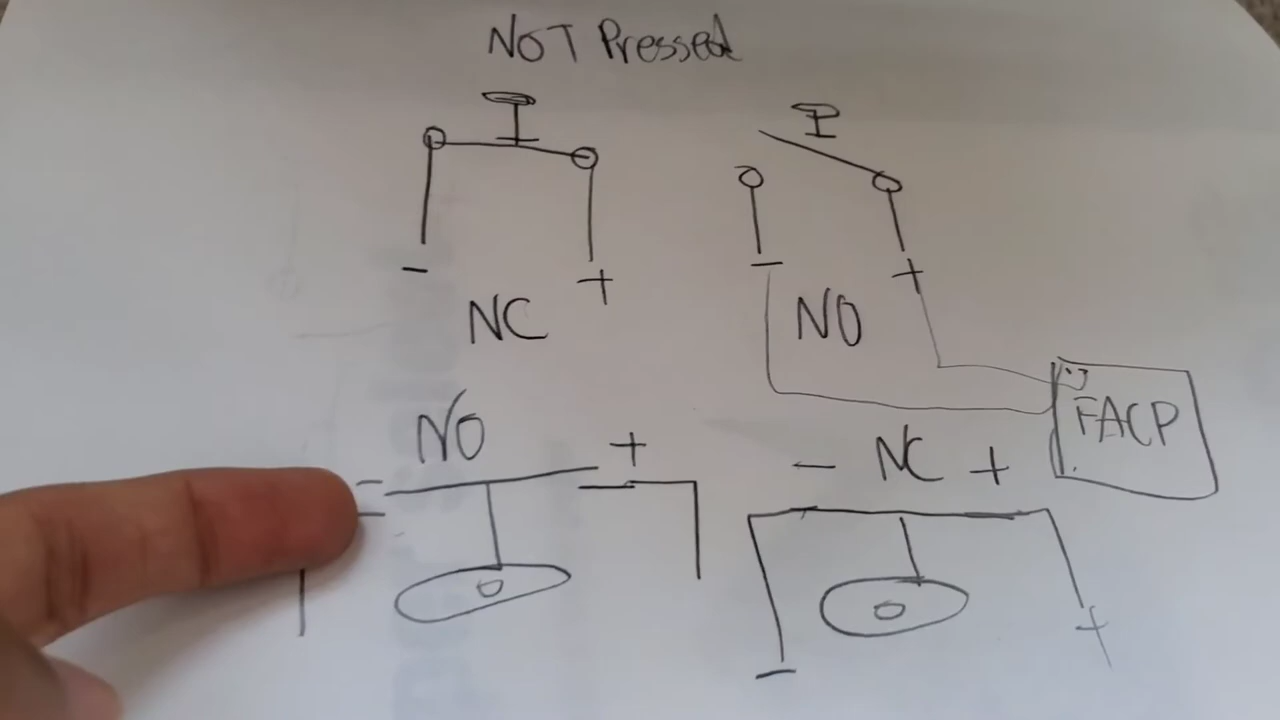 NOT Pressed
- +
NC
- +
NO
FACP
NO
- +
- NC +
- +